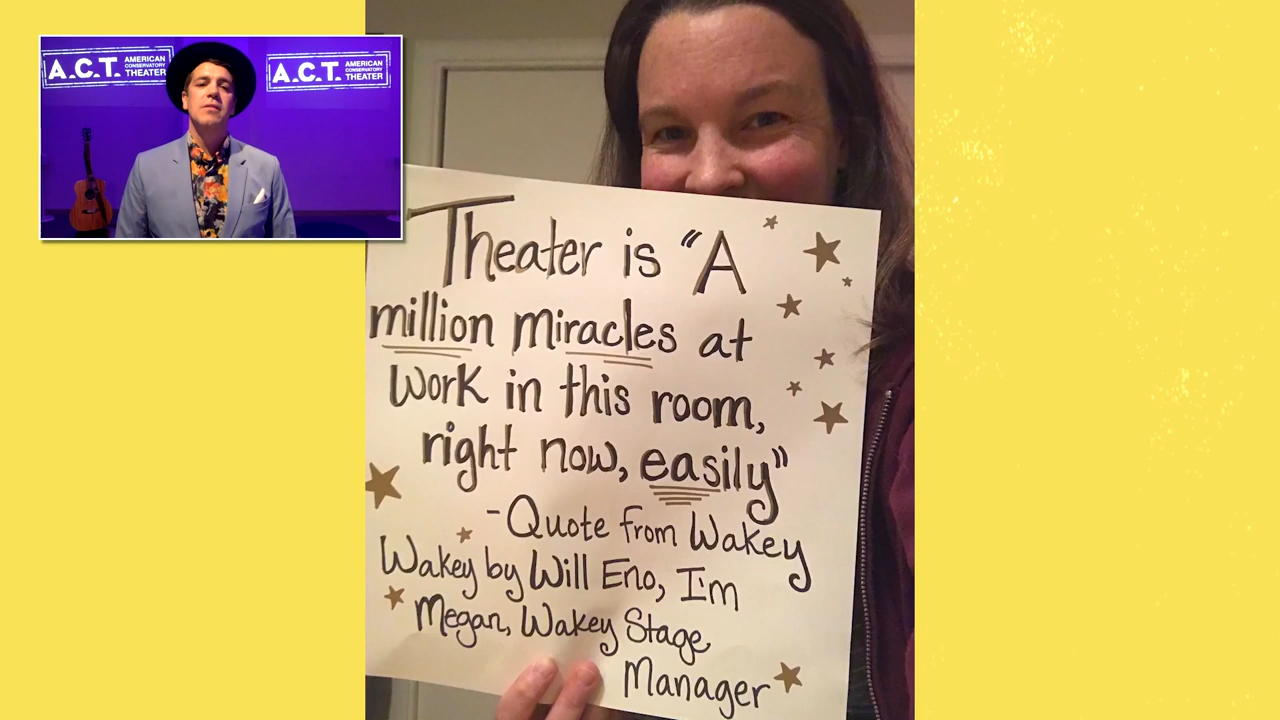 A.C.T. AMERICAN CONSERVATORY THEATER
A.C.T. AMERICAN CONSERVATORY THEATER
Theater is "A
million miracles at
work in this room,
right now, easily"
-Quote from Wakey
Wakey by Will Eno, I'm
Megan, Wakey Stage
Manager